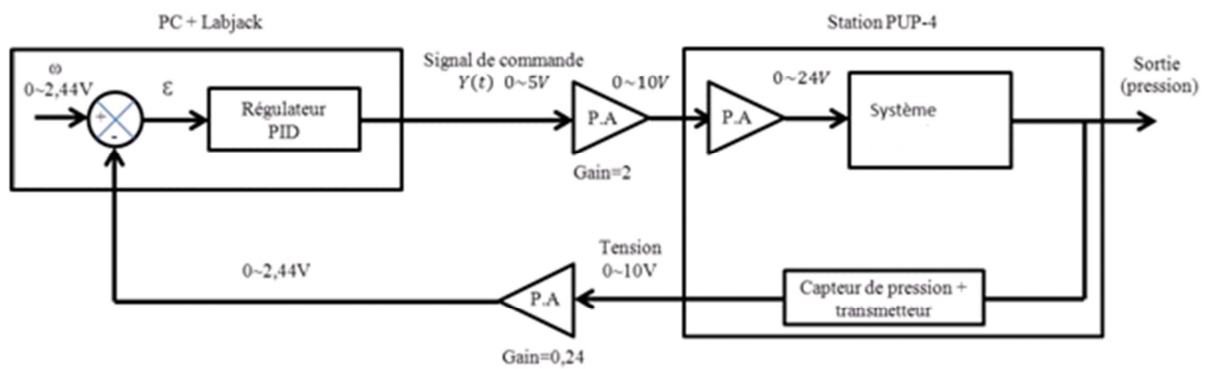 PC + Labjack
Station PUP-4
ω
0~2,44V
ε
+
-
Régulateur
PID
Signal de commande
Y(t) 0~5V
P.A
Gain=2
0~10V
P.A
0~24V
Système
Sortie
(pression)
Capteur de pression +
transmetteur
Tension
0~10V
P.A
Gain=0,24
0~2,44V